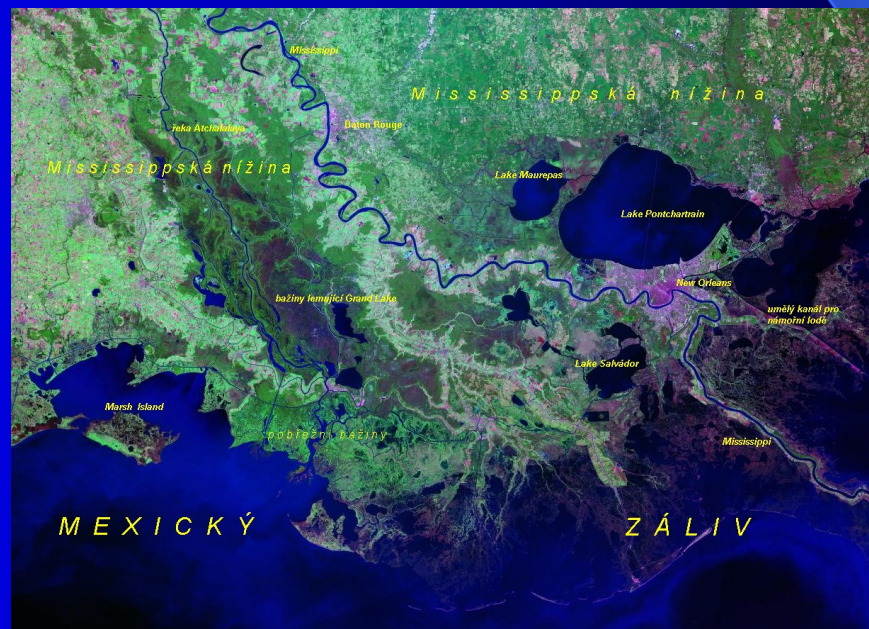 Mississippi
Mississippská nížina
řeka Atchafalaya
Baton Rouge
Mississippská nížina
Lake Maurepas
Lake Pontchartrain
New Orleans
bažiny lemující Grand Lake
umělý kanál pro
námořní lodě
Lake Salvador
Marsh Island
pobřežní bažiny
Mississippi
MEXICKÝ ZÁLIV